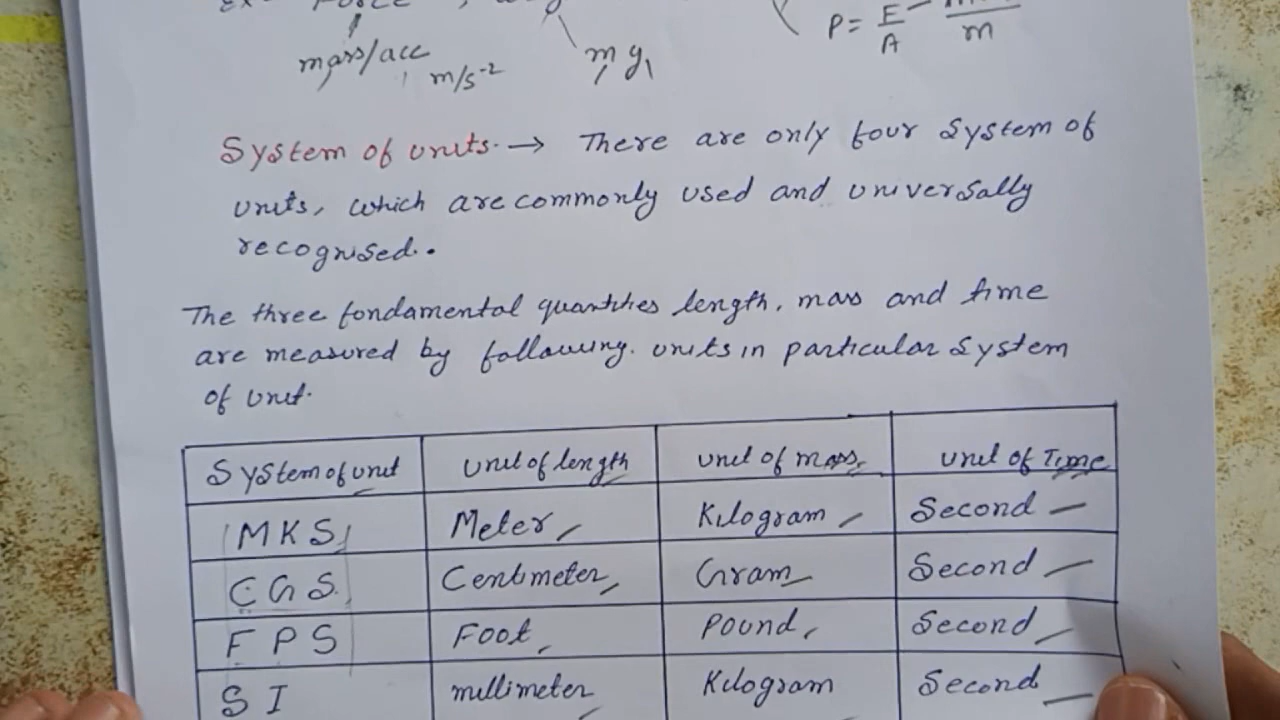 mass/acc
m/s⁻²
m g
P = E/A
m
System of units. → There are only four System of
units, which are commonly used and universally
recognised.
The three fondamental quantities length, mass and time
are measured by following. units in particular System
of unit.
System of unit Unit of length Unit of mass Unit of Time
MKS Meter Kilogram Second
CGS Centimeter Gram Second
FPS Foot Pound Second
SI millimeter Kilogram Second